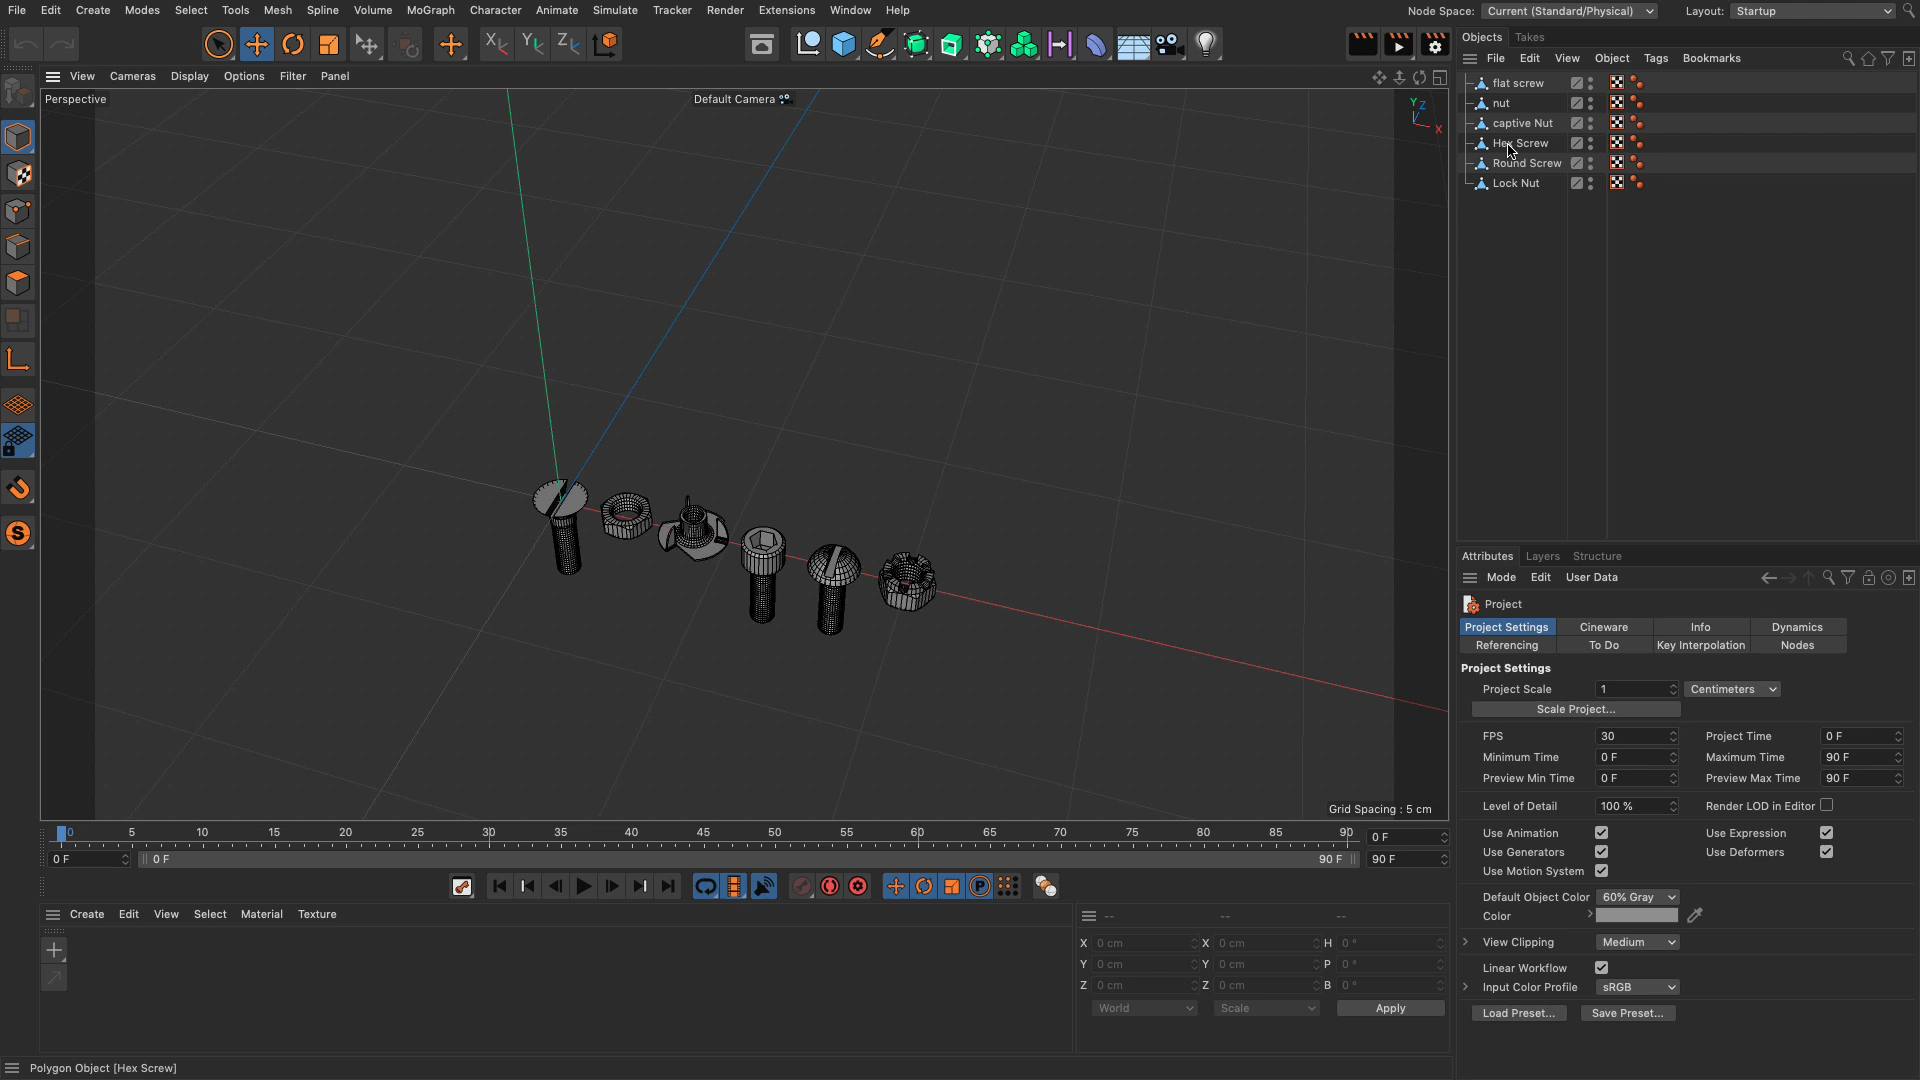 File Edit Create Modes Select Tools Mesh Spline Volume MoGraph Character Animate Simulate Tracker Render Extensions Window Help
Node Space: Current (Standard/Physical) Layout: Startup
Objects Takes
File Edit View Object Tags Bookmarks
View Cameras Display Options Filter Panel
Perspective
Default Camera
Y Z X
flat screw
nut
captive Nut
Hex Screw
Round Screw
Lock Nut
Grid Spacing : 5 cm
Attributes Layers Structure
Mode Edit User Data
Project
Project Settings Cineware Info Dynamics
Referencing To Do Key Interpolation Nodes
Project Settings
Project Scale 1 Centimeters
Scale Project...
FPS 30 Project Time 0 F
Minimum Time 0 F Maximum Time 90 F
Preview Min Time 0 F Preview Max Time 90 F
Level of Detail 100 % Render LOD in Editor
Use Animation Use Expression
Use Generators Use Deformers
Use Motion System
Default Object Color 60% Gray
Color
View Clipping Medium
Linear Workflow
Input Color Profile sRGB
Load Preset... Save Preset...
0 5 10 15 20 25 30 35 40 45 50 55 60 65 70 75 80 85 90 0 F
0 F 0 F 90 F 90 F
Create Edit View Select Material Texture
-- -- --
X 0 cm X 0 cm H 0 °
Y 0 cm Y 0 cm P 0 °
Z 0 cm Z 0 cm B 0 °
World Scale Apply
Polygon Object [Hex Screw]